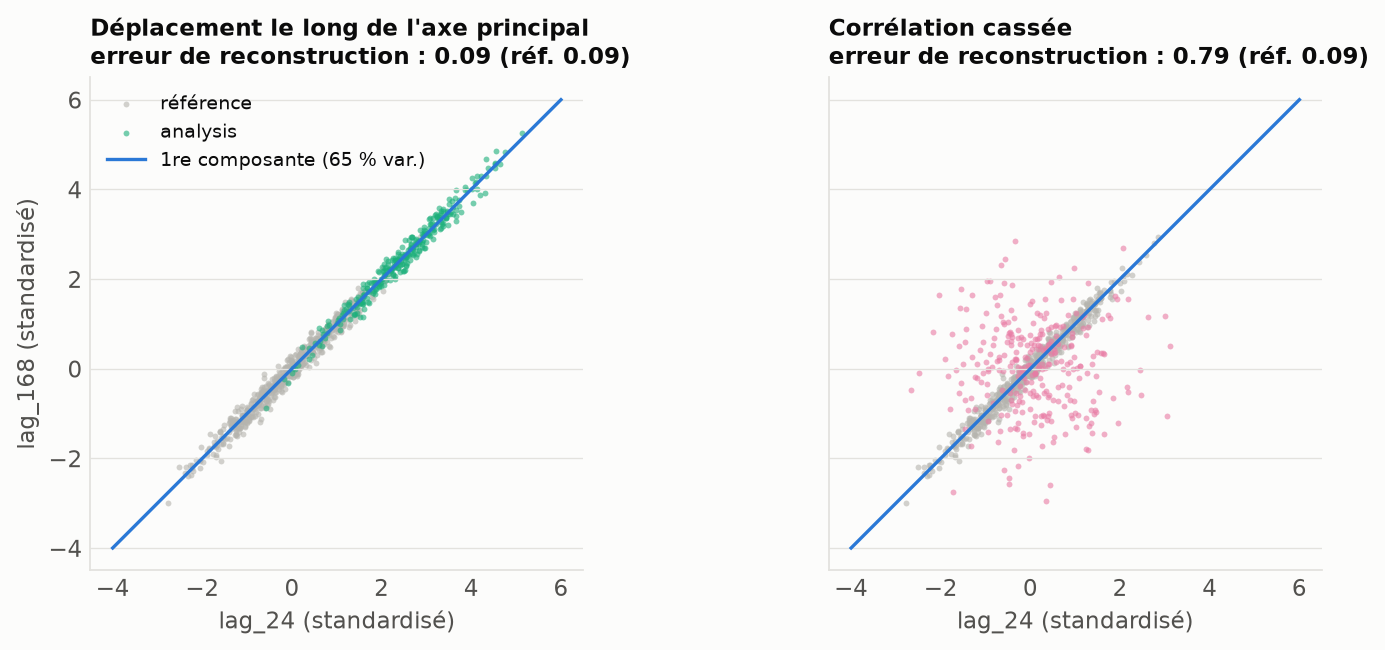 Déplacement le long de l'axe principal
erreur de reconstruction : 0.09 (réf. 0.09)
référence
analysis
1re composante (65 % var.)
6
4
2
0
−2
−4
lag_168 (standardisé)
−4 −2 0 2 4 6
lag_24 (standardisé)
Corrélation cassée
erreur de reconstruction : 0.79 (réf. 0.09)
−4 −2 0 2 4 6
lag_24 (standardisé)